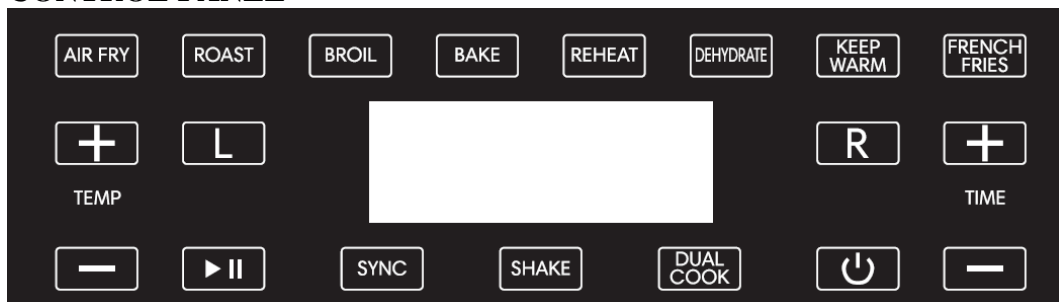 AIR FRY
ROAST
BROIL
BAKE
REHEAT
DEHYDRATE
KEEP
WARM
FRENCH
FRIES
L
R
TEMP
TIME
SYNC
SHAKE
DUAL
COOK